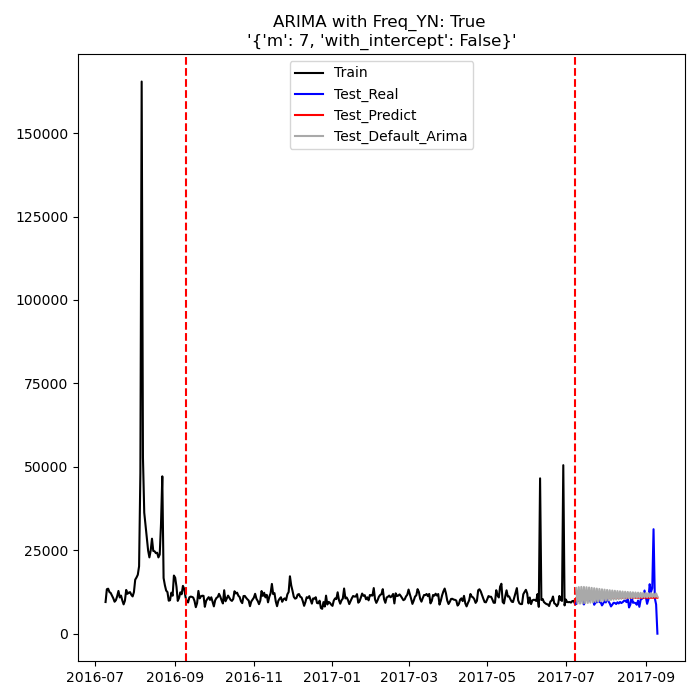 ARIMA with Freq_YN: True
'{'m': 7, 'with_intercept': False}'
Train
Test_Real
Test_Predict
Test_Default_Arima
150000
125000
100000
75000
50000
25000
0
2016-07 2016-09 2016-11 2017-01 2017-03 2017-05 2017-07 2017-09